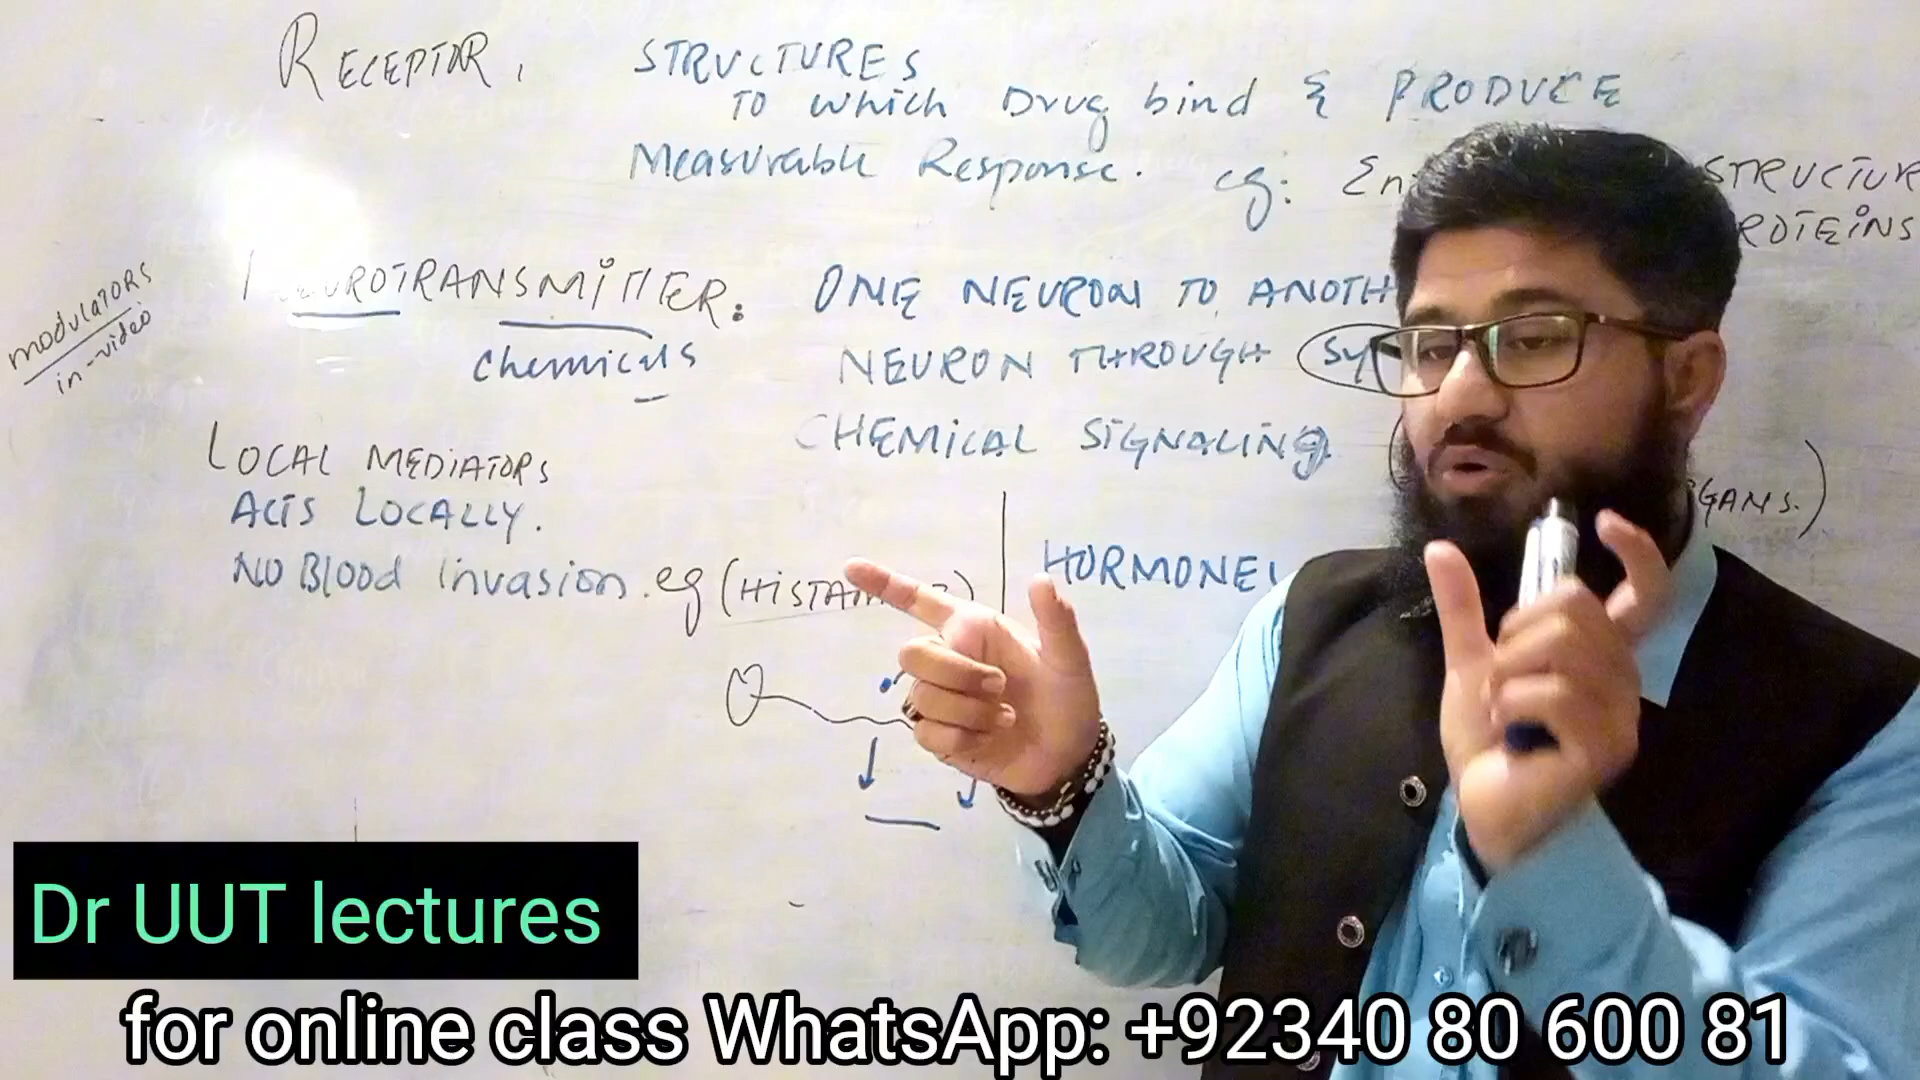 RECEPTOR, STRUCTURES
TO which Drug bind & PRODUCE
Measurable Response. eg: STRUCTUR
ROTEINS
modulators
in-video
NEUROTRANSMITTER: ONE NEURON TO ANOTH
chemicals NEURON THROUGH Sy
CHEMICAL SIGNALING.
LOCAL MEDIATORS
ACTS LOCALLY.
NO Blood invasion. eg (HISTA
HORMONE
GANS.)
Dr UUT lectures
for online class WhatsApp: +92340 80 600 81